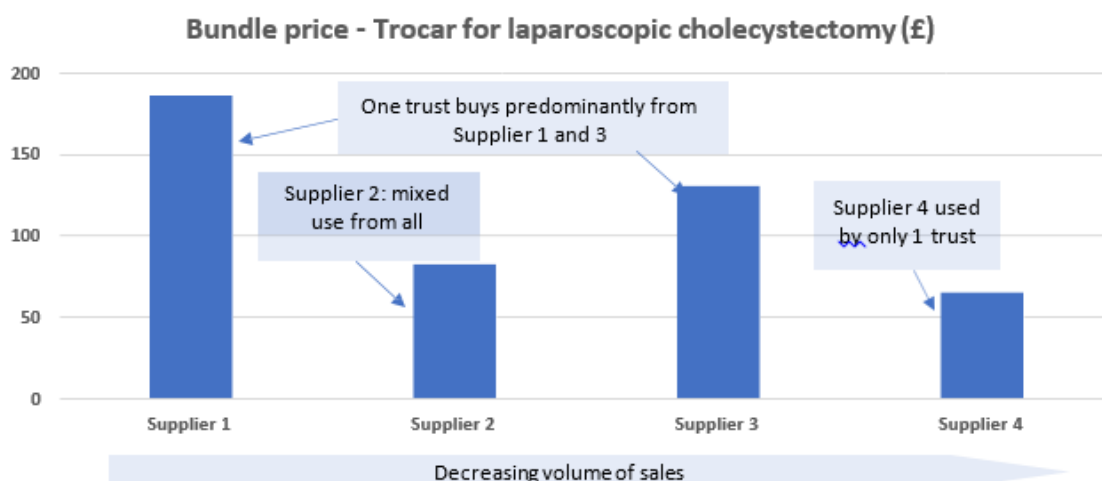 Bundle price - Trocar for laparoscopic cholecystectomy (£)
200
150
100
50
0
One trust buys predominantly from
Supplier 1 and 3
Supplier 2: mixed
use from all
Supplier 4 used
by only 1 trust
Supplier 1
Supplier 2
Supplier 3
Supplier 4
Decreasing volume of sales